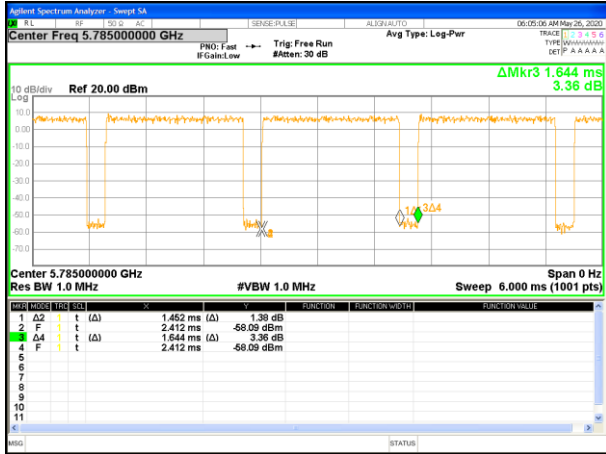 Agilent Spectrum Analyzer - Swept SA
RL RF 50 Ω AC SENSE:PULSE ALIGNAUTO 06:05:06 AM May 26, 2020
Center Freq 5.785000000 GHz Avg Type: Log-Pwr TRACE 1 2 3 4 5 6
PNO: Fast Trig: Free Run TYPE
IFGain:Low #Atten: 30 dB DET P A A A A A
ΔMkr3 1.644 ms
10 dB/div Ref 20.00 dBm 3.36 dB
Log
10.0
0.00
-10.0
-20.0
-30.0
-40.0
3Δ4
-50.0
-60.0
-70.0
Center 5.785000000 GHz Span 0 Hz
Res BW 1.0 MHz #VBW 1.0 MHz Sweep 6.000 ms (1001 pts)
MKR MODE TRC SCL X Y FUNCTION FUNCTION WIDTH FUNCTION VALUE
1 Δ2 1 t (Δ) 1.452 ms (Δ) 1.38 dB
2 F 1 t 2.412 ms -58.09 dBm
3 Δ4 1 t (Δ) 1.644 ms (Δ) 3.36 dB
4 F 1 t 2.412 ms -58.09 dBm
5
6
7
8
9
10
11
MSG STATUS